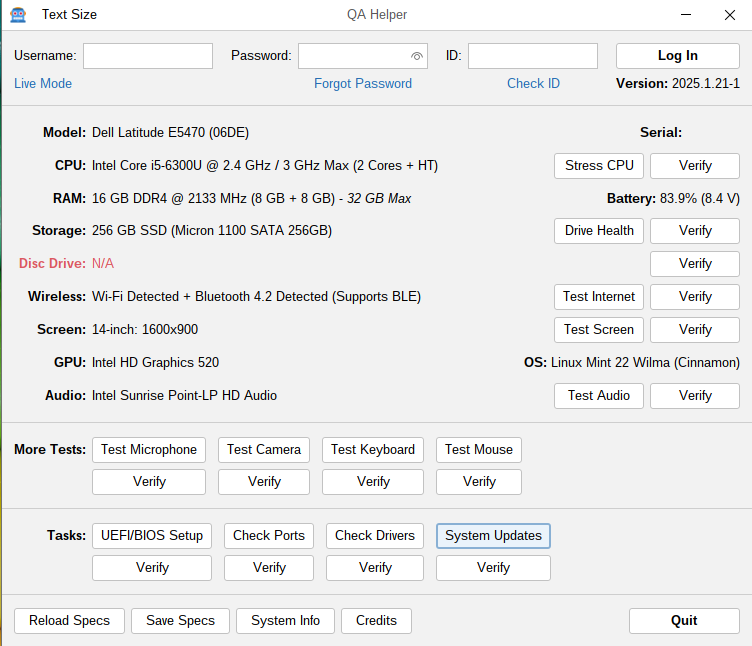 Text Size QA Helper
Username: Password: ID: Log In
Live Mode Forgot Password Check ID Version: 2025.1.21-1
Model: Dell Latitude E5470 (06DE) Serial:
CPU: Intel Core i5-6300U @ 2.4 GHz / 3 GHz Max (2 Cores + HT) Stress CPU Verify
RAM: 16 GB DDR4 @ 2133 MHz (8 GB + 8 GB) - 32 GB Max Battery: 83.9% (8.4 V)
Storage: 256 GB SSD (Micron 1100 SATA 256GB) Drive Health Verify
Disc Drive: N/A Verify
Wireless: Wi-Fi Detected + Bluetooth 4.2 Detected (Supports BLE) Test Internet Verify
Screen: 14-inch: 1600x900 Test Screen Verify
GPU: Intel HD Graphics 520 OS: Linux Mint 22 Wilma (Cinnamon)
Audio: Intel Sunrise Point-LP HD Audio Test Audio Verify
More Tests: Test Microphone Test Camera Test Keyboard Test Mouse
Verify Verify Verify Verify
Tasks: UEFI/BIOS Setup Check Ports Check Drivers System Updates
Verify Verify Verify Verify
Reload Specs Save Specs System Info Credits Quit